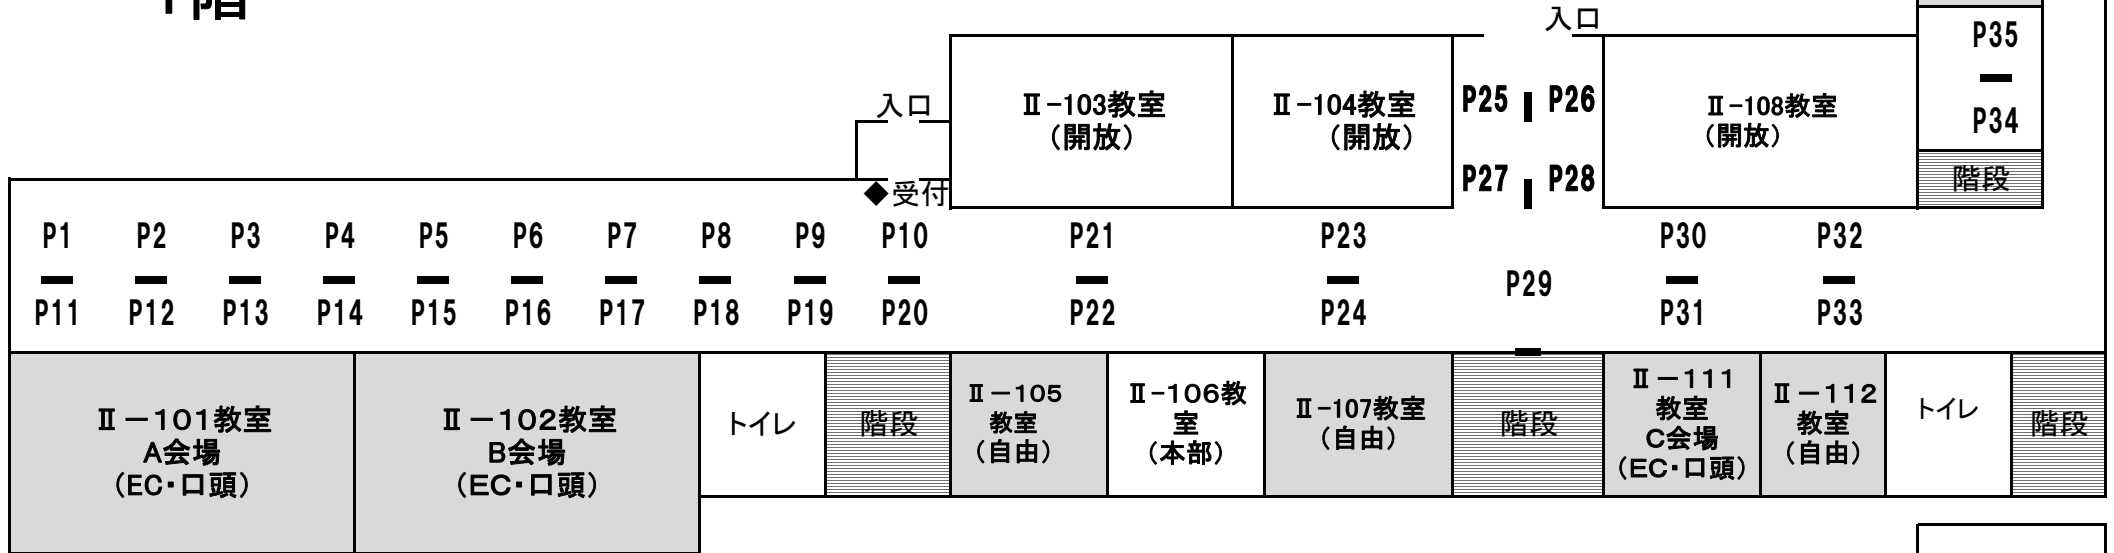 階
入口
P35
P34
階段
入口
Ⅱ-103教室
（開放）
Ⅱ-104教室
（開放）
P25 P26
P27 P28
Ⅱ-108教室
（開放）
◆受付
P1 P2 P3 P4 P5 P6 P7 P8 P9 P10 P21 P23 P30 P32
P29
P11 P12 P13 P14 P15 P16 P17 P18 P19 P20 P22 P24 P31 P33
Ⅱ－101教室
A会場
（EC・口頭）
Ⅱ－102教室
B会場
（EC・口頭）
トイレ
階段
Ⅱ－105
教室
（自由）
Ⅱ-106教
室
（本部）
Ⅱ-107教室
（自由）
階段
Ⅱ－111
教室
C会場
（EC・口頭）
Ⅱ－112
教室
（自由）
トイレ
階段